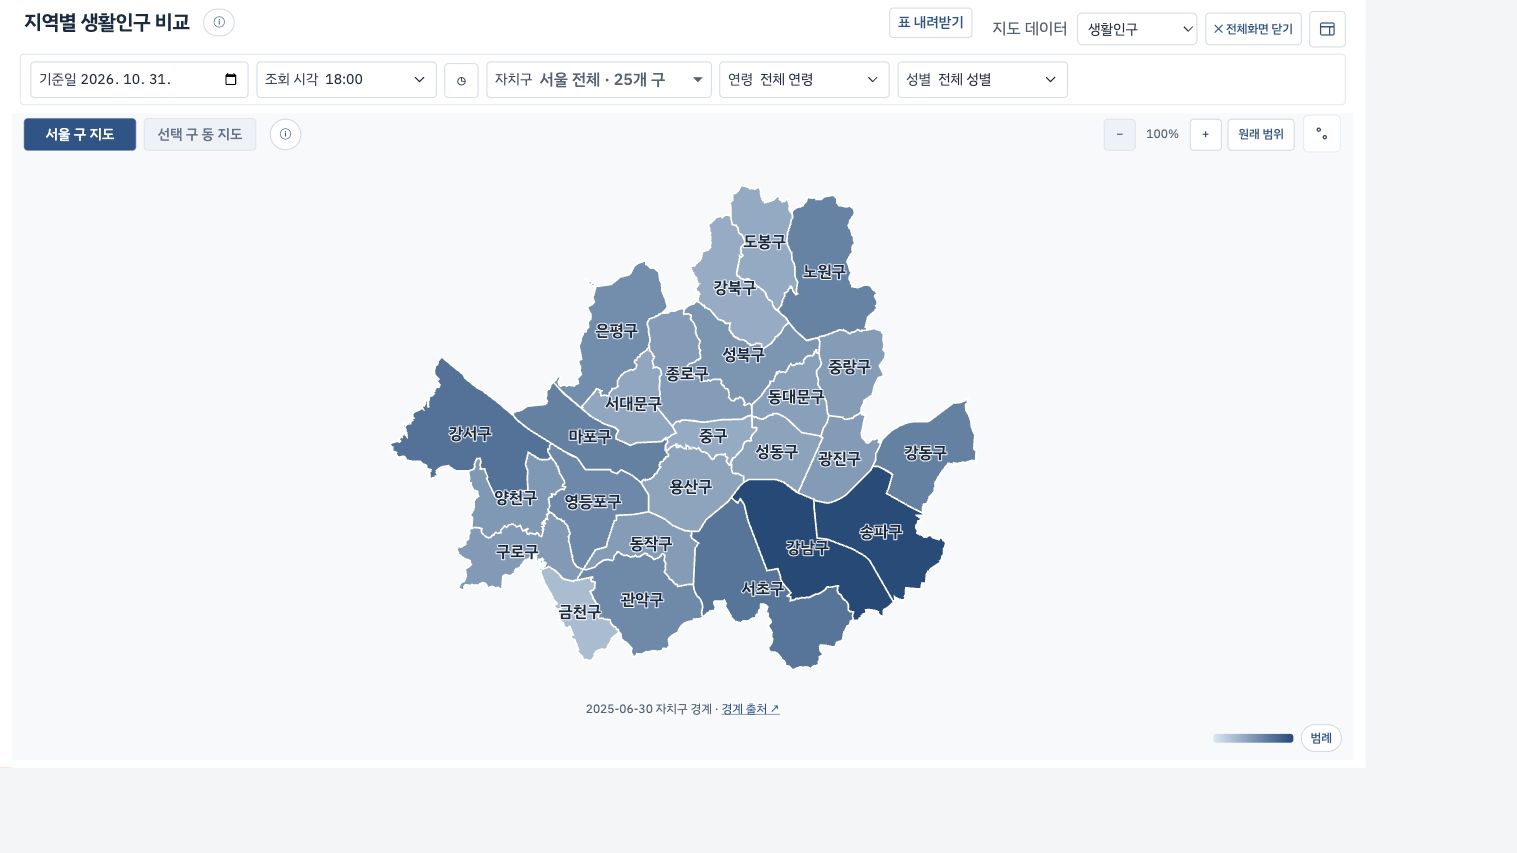 지역별 생활인구 비교
표 내려받기
지도 데이터
생활인구
× 전체화면 닫기
기준일 2026. 10. 31.
조회 시각 18:00
자치구 서울 전체 · 25개 구
연령 전체 연령
성별 전체 성별
서울 구 지도
선택 구 동 지도
−
100%
+
원래 범위
도봉구
노원구
강북구
은평구
성북구
중랑구
종로구
동대문구
서대문구
강서구
마포구
중구
성동구
광진구
강동구
용산구
양천구
영등포구
송파구
동작구
강남구
구로구
서초구
관악구
금천구
2025-06-30 자치구 경계 · 경계 출처 ↗
범례